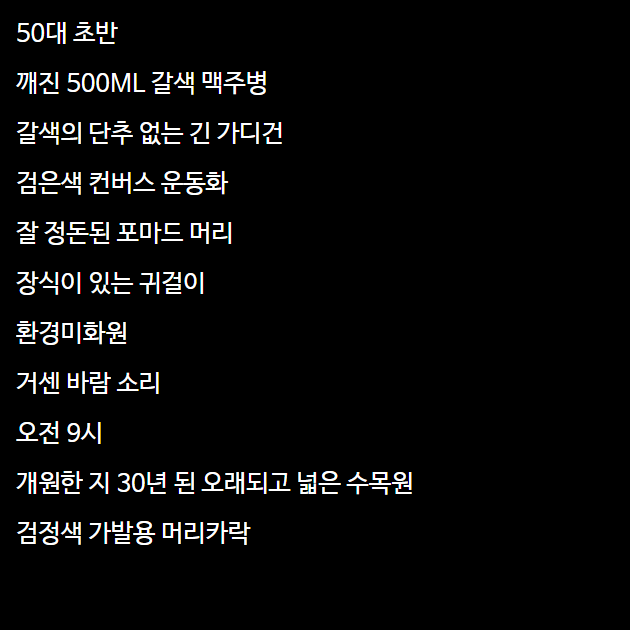 50대 초반
깨진 500ML 갈색 맥주병
갈색의 단추 없는 긴 가디건
검은색 컨버스 운동화
잘 정돈된 포마드 머리
장식이 있는 귀걸이
환경미화원
거센 바람 소리
오전 9시
개원한 지 30년 된 오래되고 넓은 수목원
검정색 가발용 머리카락